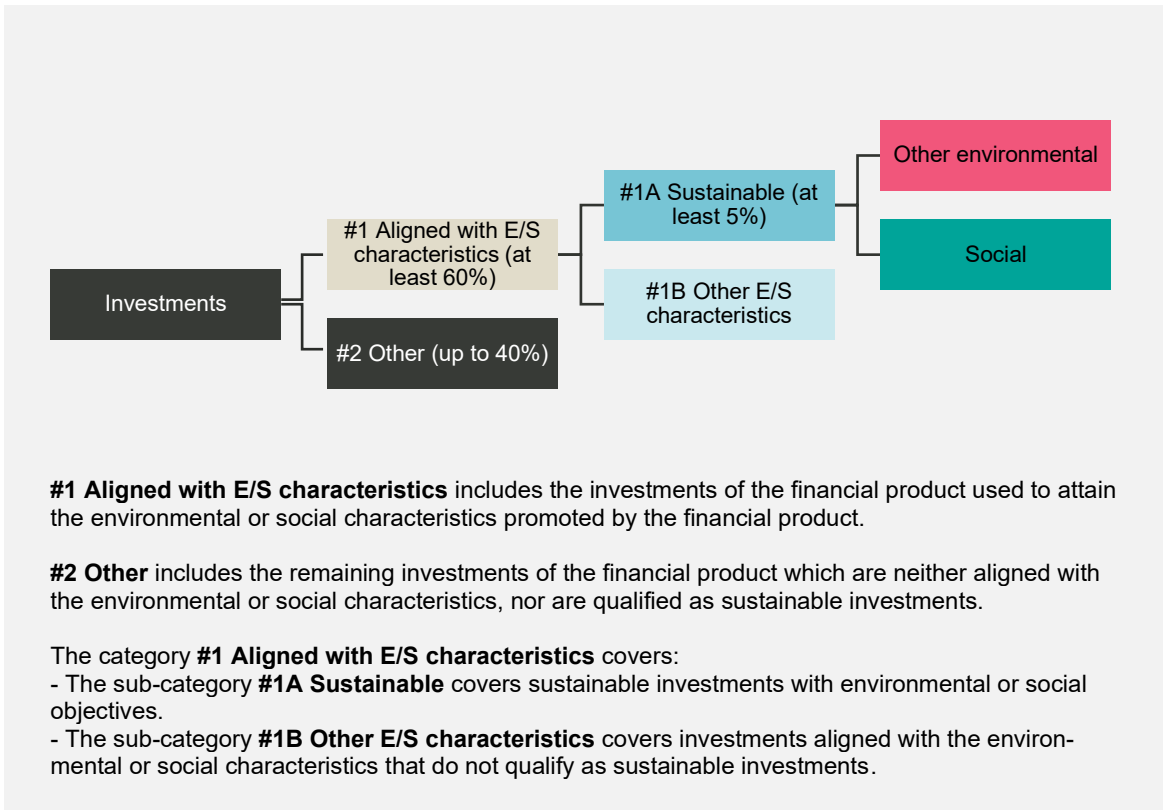 Other environmental
#1A Sustainable (at
least 5%)
#1 Aligned with E/S
characteristics (at
least 60%)
Social
Investments
#1B Other E/S
characteristics
#2 Other (up to 40%)
#1 Aligned with E/S characteristics includes the investments of the financial product used to attain
the environmental or social characteristics promoted by the financial product.
#2 Other includes the remaining investments of the financial product which are neither aligned with
the environmental or social characteristics, nor are qualified as sustainable investments.
The category #1 Aligned with E/S characteristics covers:
- The sub-category #1A Sustainable covers sustainable investments with environmental or social
objectives.
- The sub-category #1B Other E/S characteristics covers investments aligned with the environ-
mental or social characteristics that do not qualify as sustainable investments.